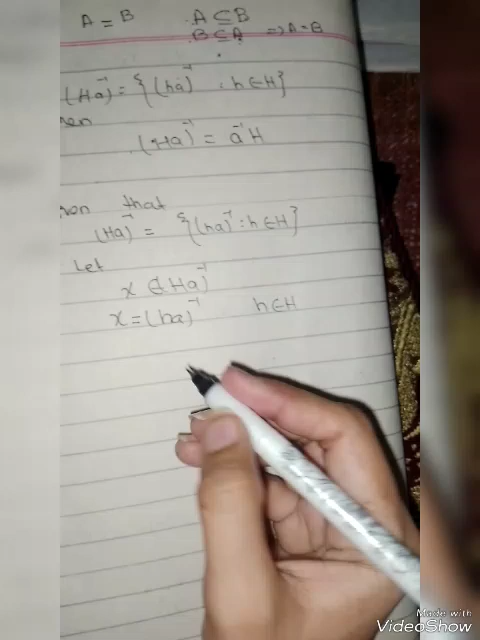 A = B A ⊆ B
B ⊆ A ⇒ A=B
(Ha)⁻¹ = {(ha)⁻¹ : h ∈ H}
(Ha)⁻¹ = a⁻¹H
that
(Ha)⁻¹ = {(ha)⁻¹ : h ∈ H}
Let
x ∈ (Ha)⁻¹
x = (ha)⁻¹ h ∈ H
Made with
VideoShow